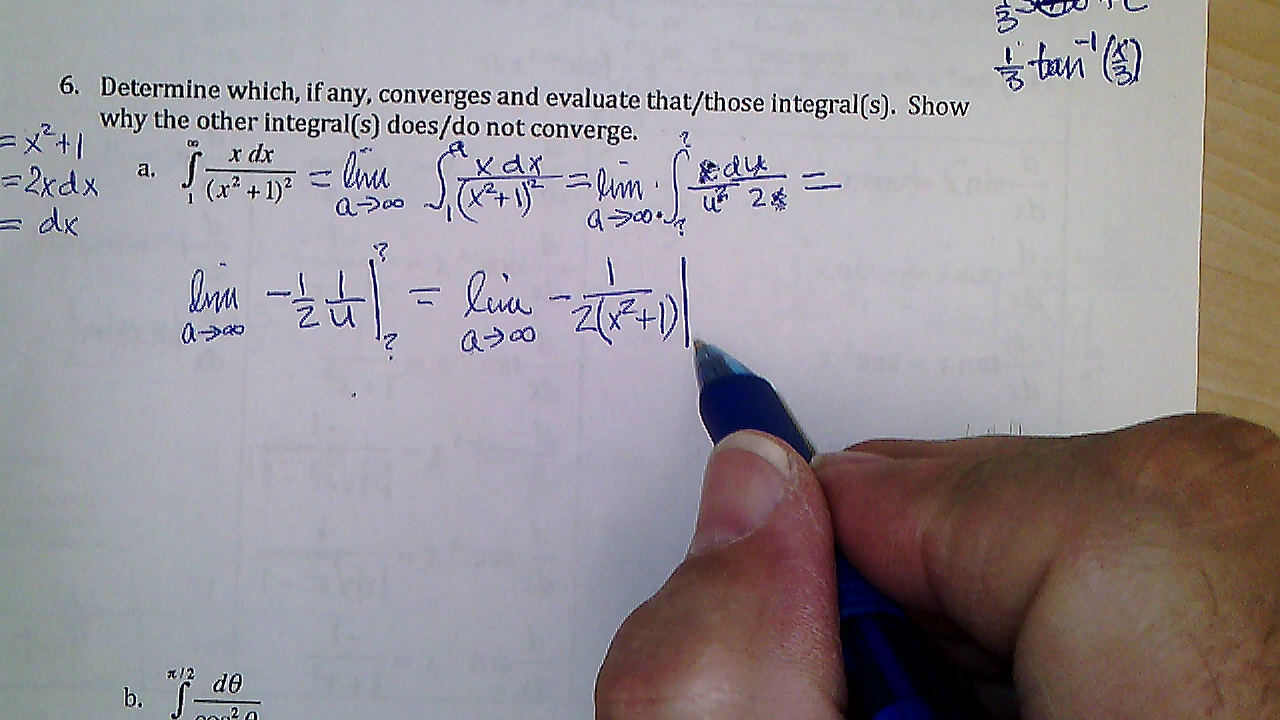 1/3 tan⁻¹(x/3)
6. Determine which, if any, converges and evaluate that/those integral(s). Show
why the other integral(s) does/do not converge.
= x²+1
= 2xdx
= dx
a. ∫₁^∞ x dx/(x² + 1)² = lim a→∞ ∫₁^a x dx/(x²+1)² = lim a→∞ ∫_?^? x du/(u² 2x) =
lim a→∞ -1/2 1/u |_?^? = lim a→∞ - 1/(2(x²+1)) |
b. ∫^π/2 dθ/cos²θ